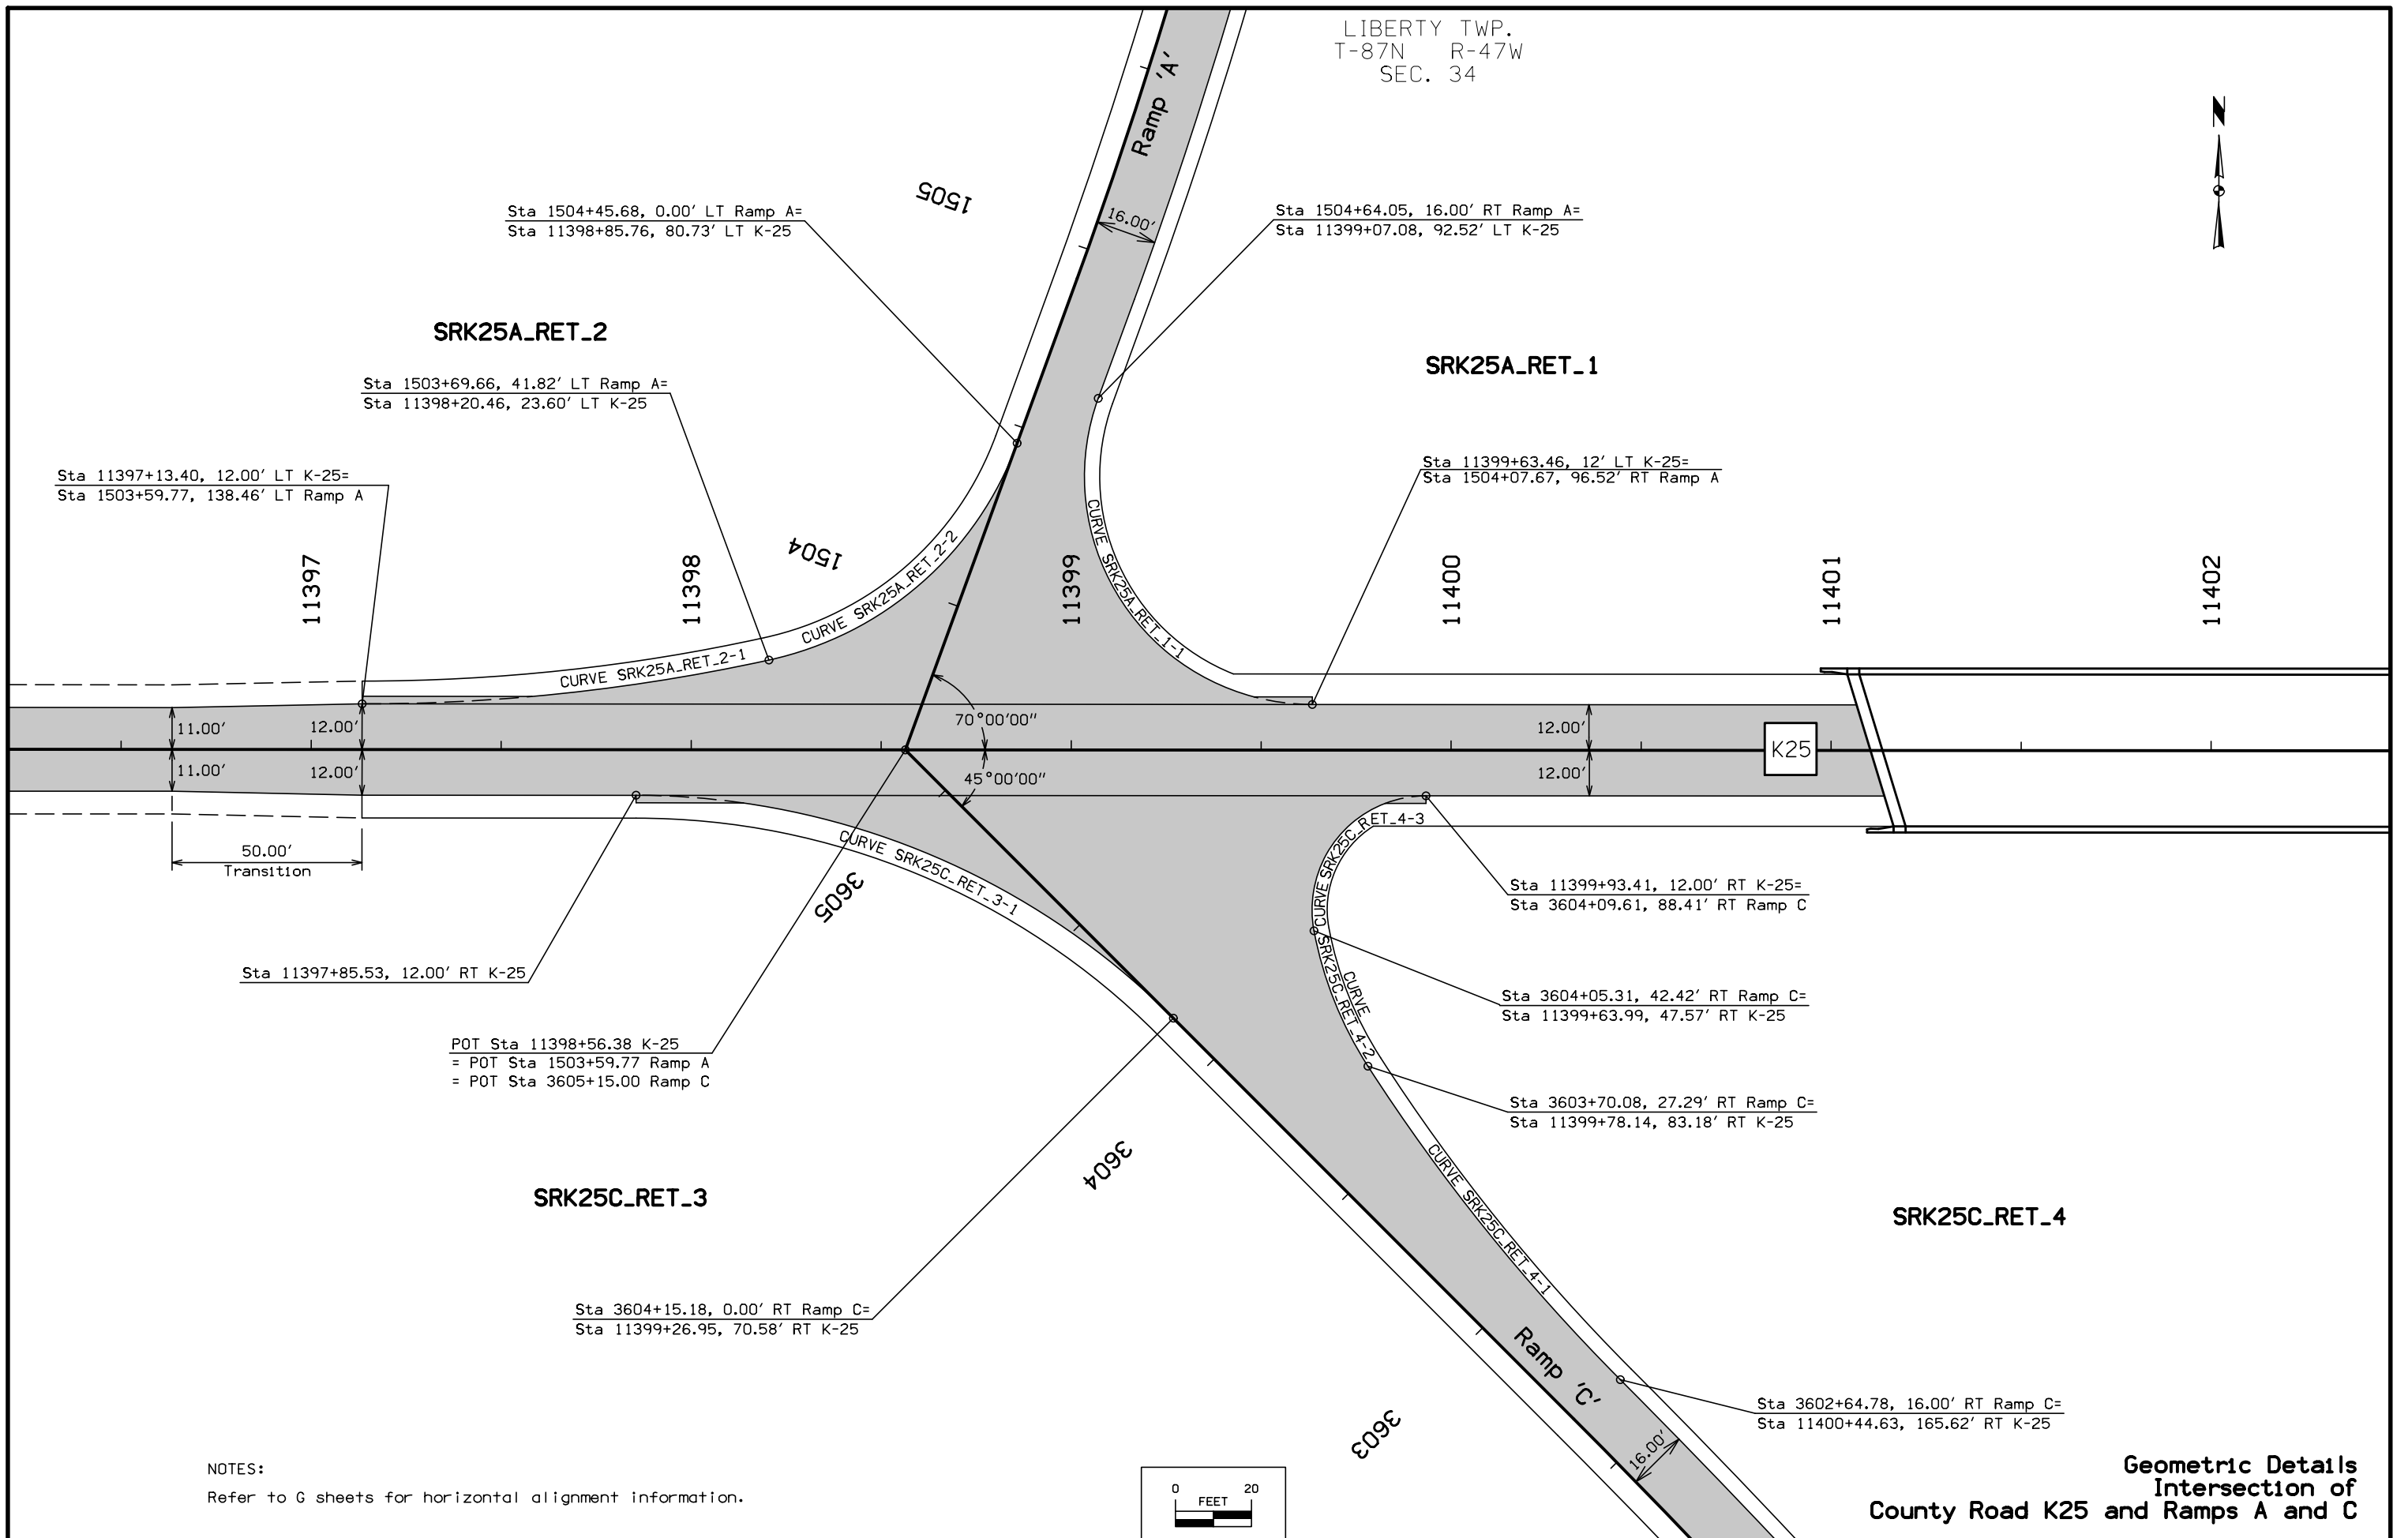 LIBERTY TWP.
T-87N R-47W
SEC. 34
N
Ramp 'A'
1505
16.00'
Sta 1504+45.68, 0.00' LT Ramp A=
Sta 11398+85.76, 80.73' LT K-25
Sta 1504+64.05, 16.00' RT Ramp A=
Sta 11399+07.08, 92.52' LT K-25
SRK25A_RET_2
SRK25A_RET_1
Sta 1503+69.66, 41.82' LT Ramp A=
Sta 11398+20.46, 23.60' LT K-25
Sta 11397+13.40, 12.00' LT K-25=
Sta 1503+59.77, 138.46' LT Ramp A
Sta 11399+63.46, 12' LT K-25=
Sta 1504+07.67, 96.52' RT Ramp A
1504
11397
11398
11399
11400
11401
11402
CURVE SRK25A_RET_2-2
CURVE SRK25A_RET_2-1
CURVE SRK25A_RET_1-1
11.00'
12.00'
70°00'00"
12.00'
K25
11.00'
12.00'
45°00'00"
12.00'
50.00'
Transition
CURVE SRK25C_RET_3-1
CURVE SRK25C_RET_4-3
3605
Sta 11399+93.41, 12.00' RT K-25=
Sta 3604+09.61, 88.41' RT Ramp C
Sta 11397+85.53, 12.00' RT K-25
CURVE
SRK25C_RET_4-2
Sta 3604+05.31, 42.42' RT Ramp C=
Sta 11399+63.99, 47.57' RT K-25
POT Sta 11398+56.38 K-25
= POT Sta 1503+59.77 Ramp A
= POT Sta 3605+15.00 Ramp C
Sta 3603+70.08, 27.29' RT Ramp C=
Sta 11399+78.14, 83.18' RT K-25
3604
CURVE SRK25C_RET_4-1
SRK25C_RET_3
SRK25C_RET_4
Sta 3604+15.18, 0.00' RT Ramp C=
Sta 11399+26.95, 70.58' RT K-25
Ramp 'C'
3603
Sta 3602+64.78, 16.00' RT Ramp C=
Sta 11400+44.63, 165.62' RT K-25
16.00'
NOTES:
Refer to G sheets for horizontal alignment information.
0 20
FEET
Geometric Details
Intersection of
County Road K25 and Ramps A and C